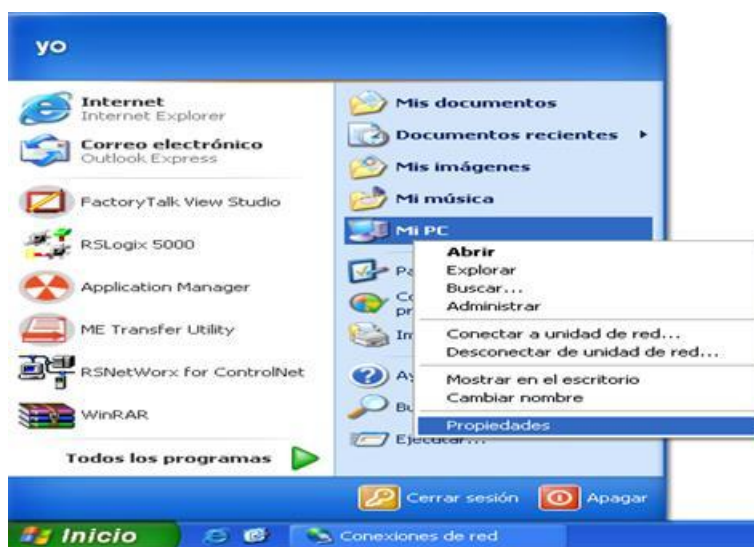 yo
Internet
Internet Explorer
Correo electrónico
Outlook Express
FactoryTalk View Studio
RSLogix 5000
Application Manager
ME Transfer Utility
RSNetWorx for ControlNet
WinRAR
Todos los programas
Mis documentos
Documentos recientes
Mis imágenes
Mi música
Mi PC
Abrir
Explorar
Buscar...
Administrar
Conectar a unidad de red...
Desconectar de unidad de red...
Mostrar en el escritorio
Cambiar nombre
Propiedades
Ejecutar...
Cerrar sesión
Apagar
Inicio
Conexiones de red